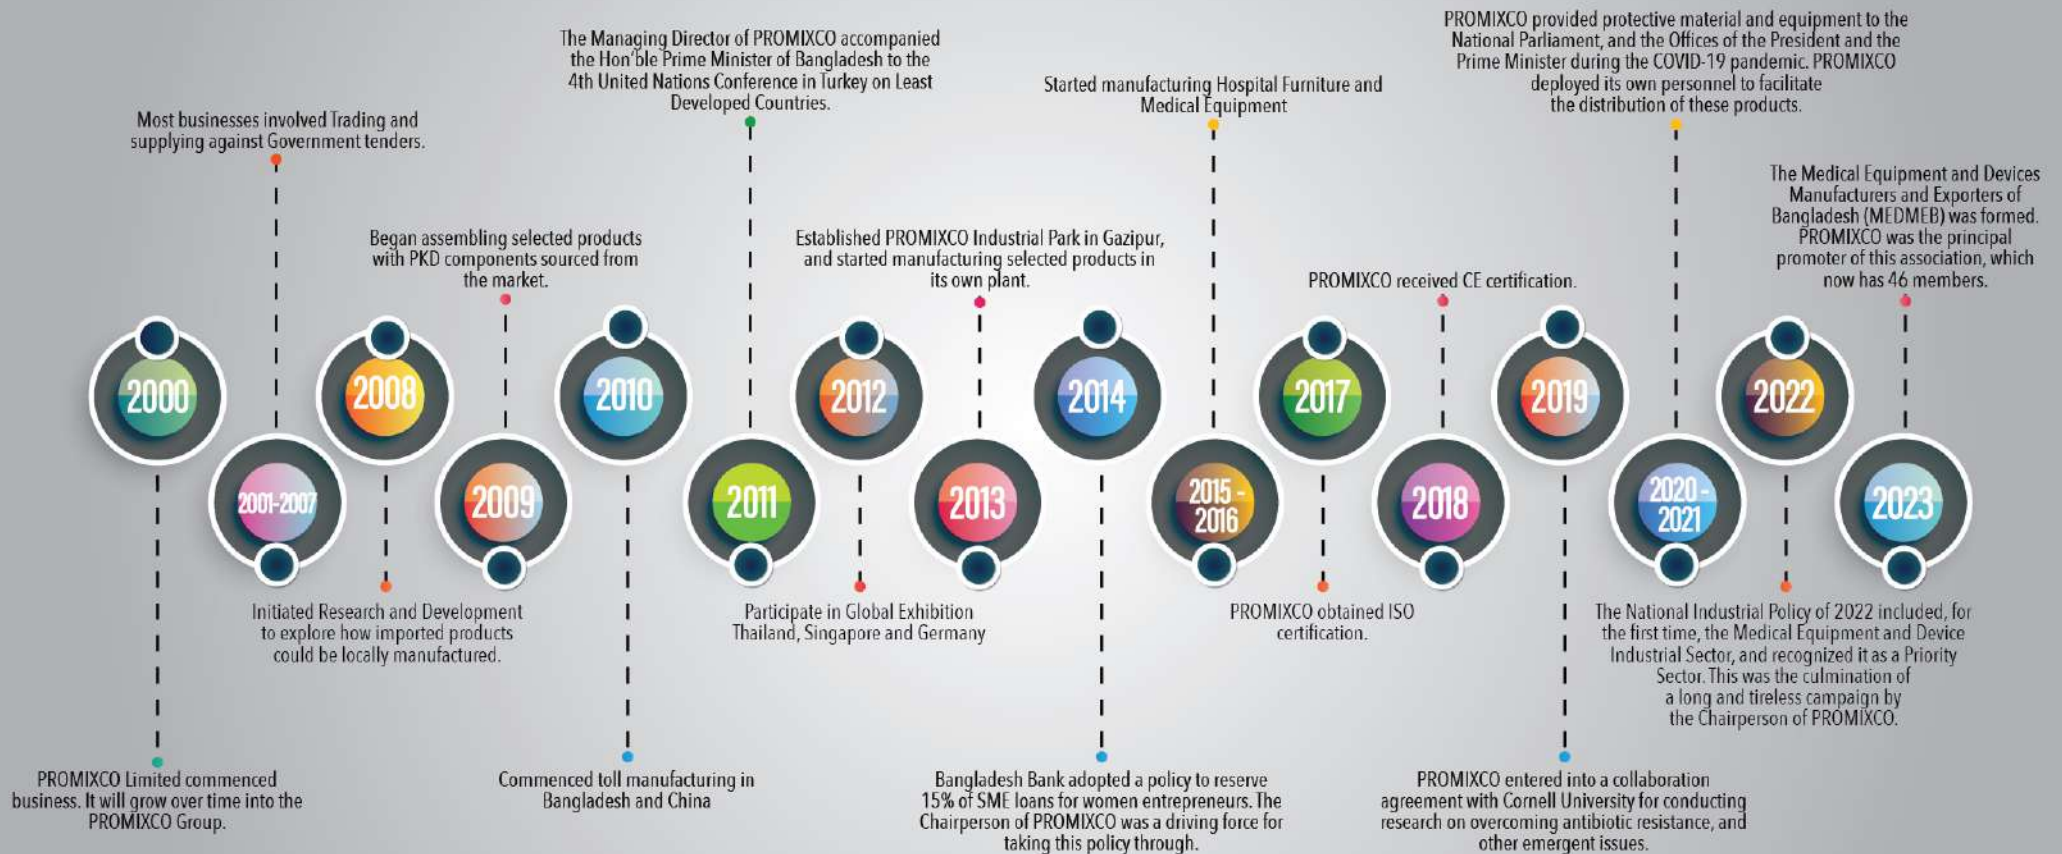 2000
PROMIXCO Limited commenced
business. It will grow over time into the
PROMIXCO Group.
2001-2007
Most businesses involved Trading and
supplying against Government tenders.
2008
Initiated Research and Development
to explore how imported products
could be locally manufactured.
2009
Began assembling selected products
with PKD components sourced from
the market.
2010
Commenced toll manufacturing in
Bangladesh and China
2011
The Managing Director of PROMIXCO accompanied
the Hon'ble Prime Minister of Bangladesh to the
4th United Nations Conference in Turkey on Least
Developed Countries.
2012
Participate in Global Exhibition
Thailand, Singapore and Germany
2013
Established PROMIXCO Industrial Park in Gazipur,
and started manufacturing selected products in
its own plant.
2014
Bangladesh Bank adopted a policy to reserve
15% of SME loans for women entrepreneurs. The
Chairperson of PROMIXCO was a driving force for
taking this policy through.
2015 -
2016
Started manufacturing Hospital Furniture and
Medical Equipment
2017
PROMIXCO obtained ISO
certification.
2018
PROMIXCO received CE certification.
2019
PROMIXCO entered into a collaboration
agreement with Cornell University for conducting
research on overcoming antibiotic resistance, and
other emergent issues.
2020 -
2021
PROMIXCO provided protective material and equipment to the
National Parliament, and the Offices of the President and the
Prime Minister during the COVID-19 pandemic. PROMIXCO
deployed its own personnel to facilitate
the distribution of these products.
2022
The National Industrial Policy of 2022 included, for
the first time, the Medical Equipment and Device
Industrial Sector, and recognized it as a Priority
Sector. This was the culmination of
a long and tireless campaign by
the Chairperson of PROMIXCO.
2023
The Medical Equipment and Devices
Manufacturers and Exporters of
Bangladesh (MEDMEB) was formed.
PROMIXCO was the principal
promoter of this association, which
now has 46 members.